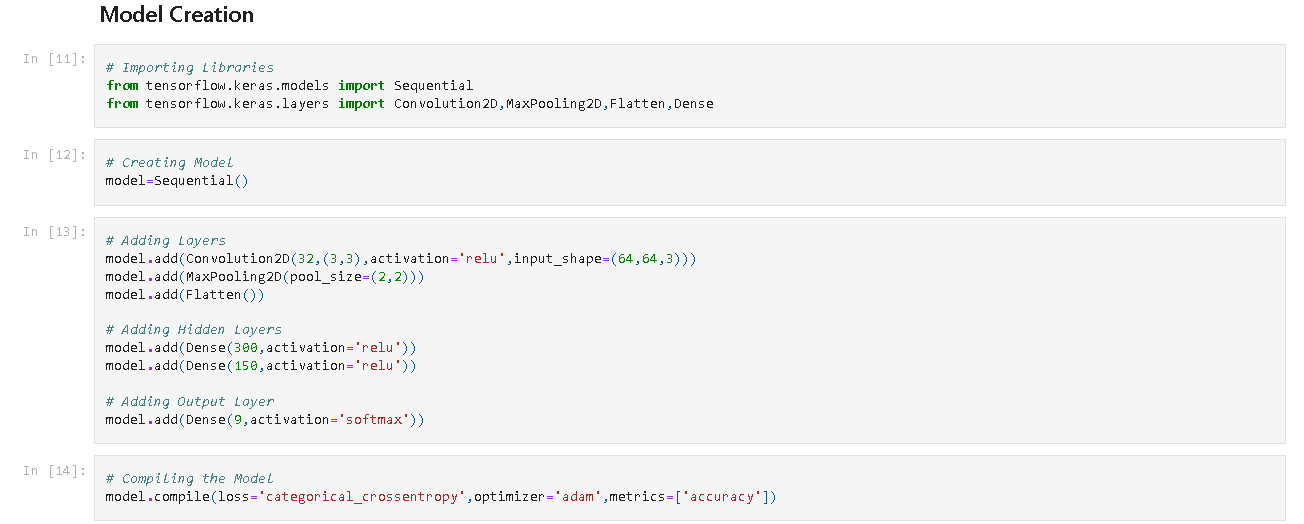 Model Creation
In [11]:
# Importing Libraries
from tensorflow.keras.models import Sequential
from tensorflow.keras.layers import Convolution2D,MaxPooling2D,Flatten,Dense
In [12]:
# Creating Model
model=Sequential()
In [13]:
# Adding Layers
model.add(Convolution2D(32,(3,3),activation='relu',input_shape=(64,64,3)))
model.add(MaxPooling2D(pool_size=(2,2)))
model.add(Flatten())
# Adding Hidden Layers
model.add(Dense(300,activation='relu'))
model.add(Dense(150,activation='relu'))
# Adding Output Layer
model.add(Dense(9,activation='softmax'))
In [14]:
# Compiling the Model
model.compile(loss='categorical_crossentropy',optimizer='adam',metrics=['accuracy'])